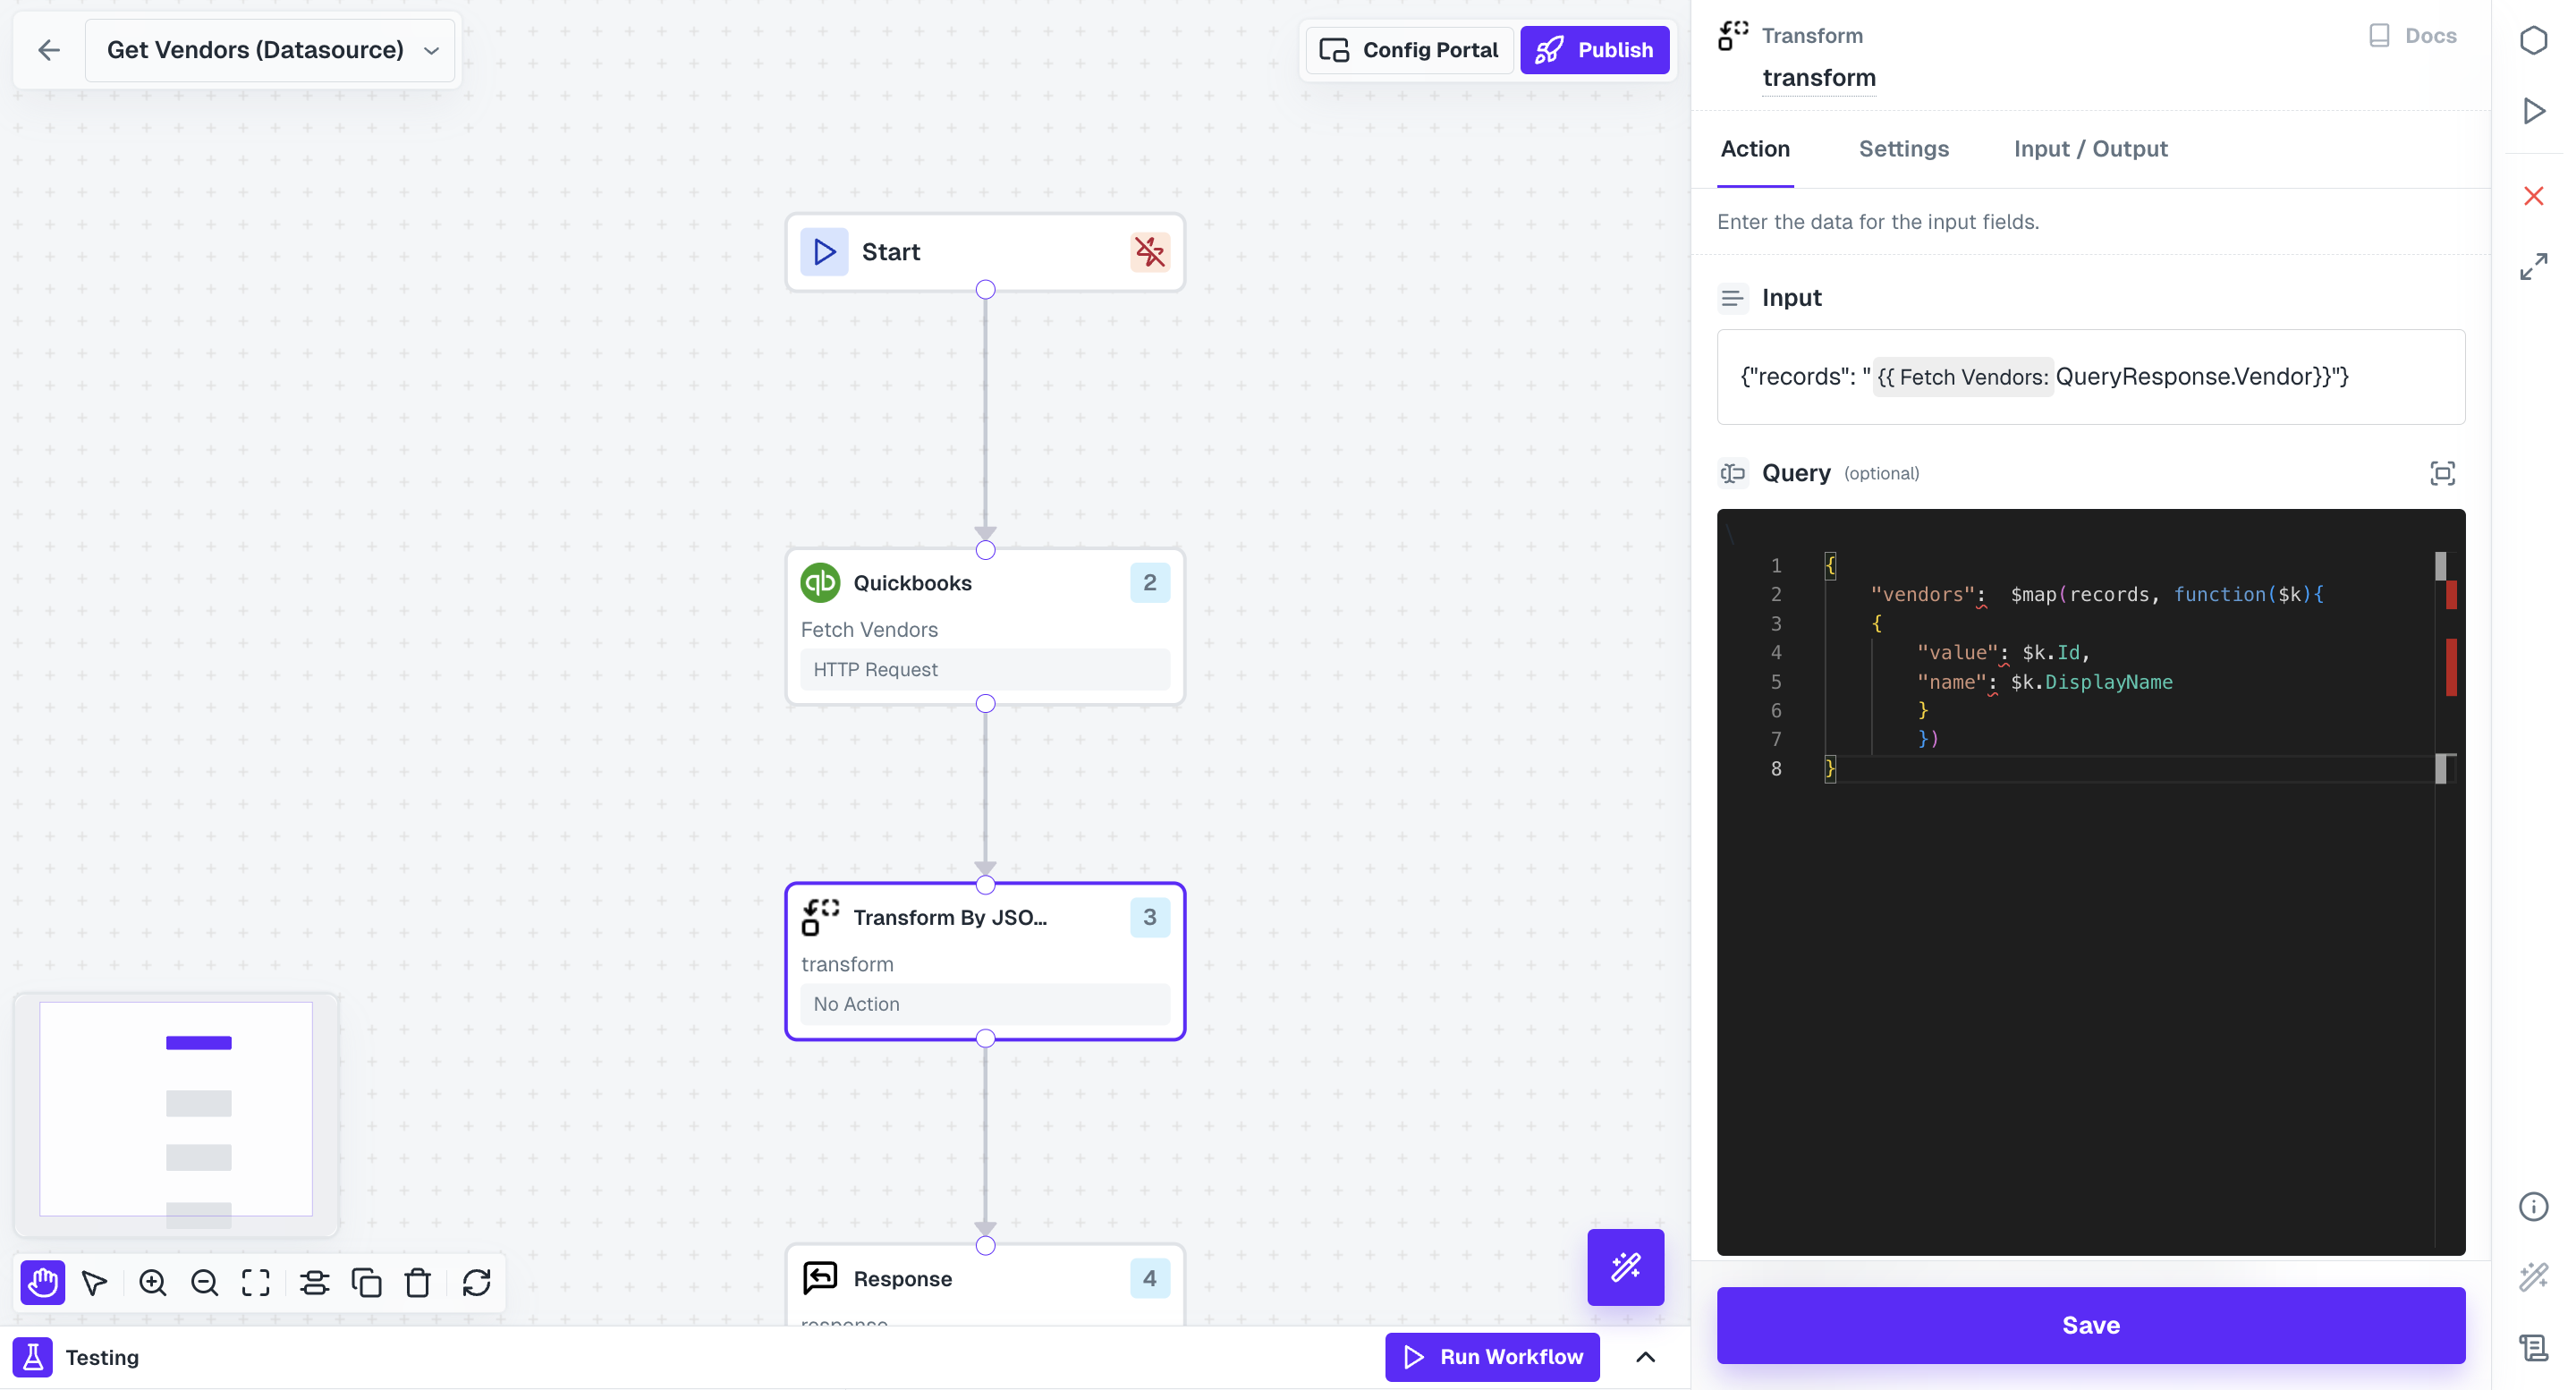 Get Vendors (Datasource)
Config Portal
Publish
Start
qb
Quickbooks
2
Fetch Vendors
HTTP Request
Transform By JSO...
3
transform
No Action
Response
4
response
Testing
Run Workflow
Transform
Docs
transform
Action
Settings
Input / Output
Enter the data for the input fields.
Input
{"records": "{{ Fetch Vendors: QueryResponse.Vendor}}"}
Query (optional)
\
1 {
2 "vendors":  $map(records, function($k){
3 {
4 "value": $k.Id,
5 "name": $k.DisplayName
6 }
7 })
8 }
Save